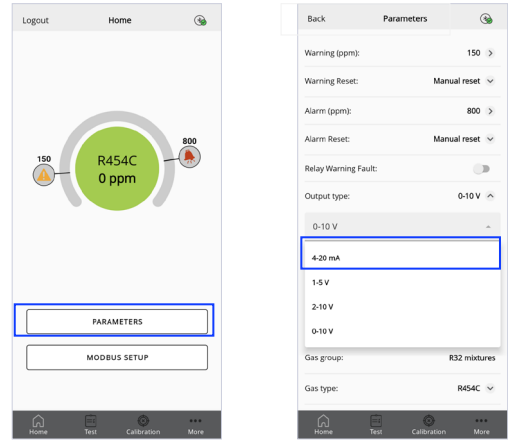 Logout Home
150
800
R454C
0 ppm
PARAMETERS
MODBUS SETUP
Home Test Calibration More
Back Parameters
Warning (ppm): 150
Warning Reset: Manual reset
Alarm (ppm): 800
Alarm Reset: Manual reset
Relay Warning Fault:
Output type: 0-10 V
0-10 V
4-20 mA
1-5 V
2-10 V
0-10 V
Gas group: R32 mixtures
Gas type: R454C
Home Test Calibration More